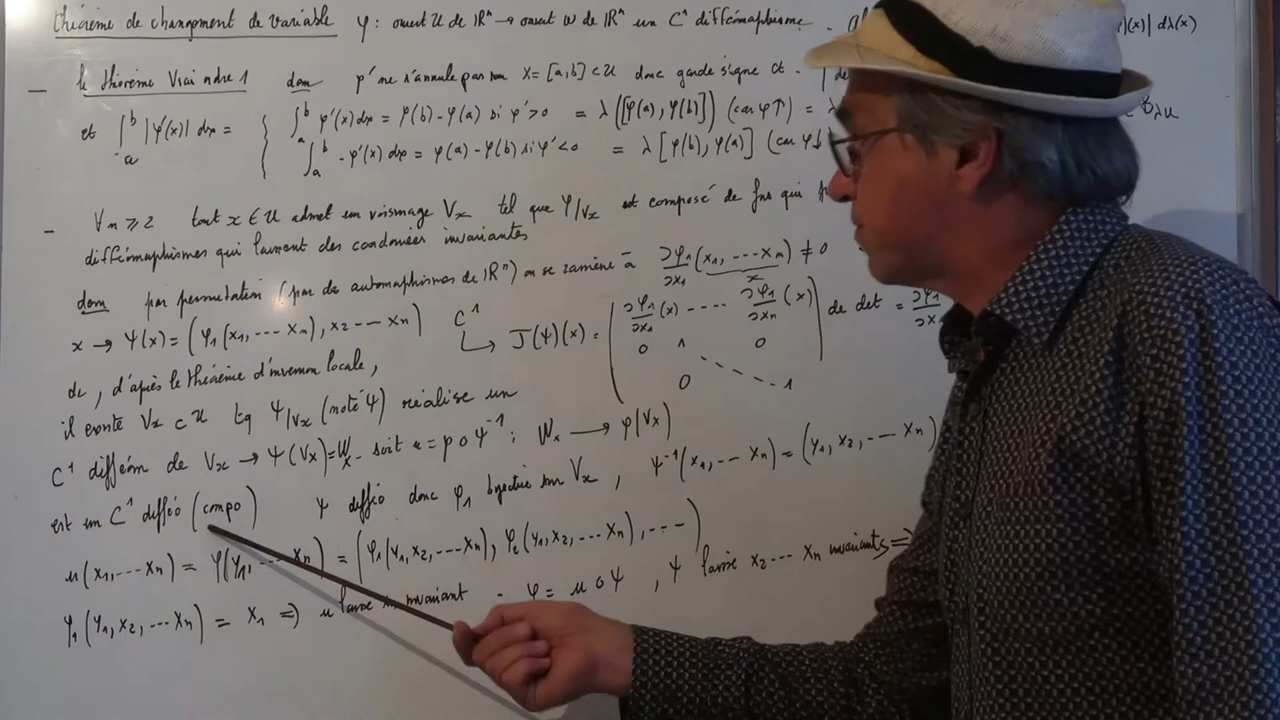 théorème de changement de variable φ : ouvert U de ℝⁿ → ouvert W de ℝⁿ un C¹ difféomorphisme. |(x)| dλ(x)
— le théorème vrai n dre 1 dem φ' ne s'annule pas sur X = [a,b] ⊂ U donc garde signe ct.
et ∫_a^b |φ'(x)| dx = { ∫_a^b φ'(x) dx = φ(b) - φ(a) si φ' > 0 = λ([φ(a), φ(b)]) (car φ↑) =
∫_a^b -φ'(x) dx = φ(a) - φ(b) si φ' < 0 = λ[φ(b), φ(a)] (car φ↓
— ∀n ⩾ 2 tout x ∈ U admet un voisinage Vx tel que φ/Vx est composé de fns qui
difféomorphismes qui laissent des coordonnées invariantes
dem par permutation (par des automorphismes de ℝⁿ) on se ramène à ∂φ₁/∂x₁ (x₁, --- xn) ≠ 0
x
x → ψ(x) = (φ₁(x₁, --- xn), x₂ -- xn) C¹ ↳ J(ψ)(x) = ( ∂φ₁/∂x₁ (x) ---- ∂φ₁/∂xn (x) de det = ∂φ₁/∂x₁
0 1 0
0 1 )
dc, d'après le théorème d'inversion locale,
il existe Vx ⊂ U tq ψ/Vx (noté ψ) réalise un
C¹ difféom de Vx → ψ(Vx) = Wx. soit u = φ o ψ⁻¹ : Wx → φ(Vx)
est un C¹ difféo (compo) ψ difféo donc φ₁ bijective sur Vx, ψ⁻¹(x₁, -- xn) = (y₁, x₂, -- xn)
u(x₁, --- xn) = φ(y₁, --- xn) = (φ₁(y₁, x₂, --- xn), φ₂(y₁, x₂, --- xn), ---)
φ₁(y₁, x₂, --- xn) = x₁ ⇒ u laisse invariant - φ = u o ψ, ψ laisse x₂ --- xn invariants ⇒